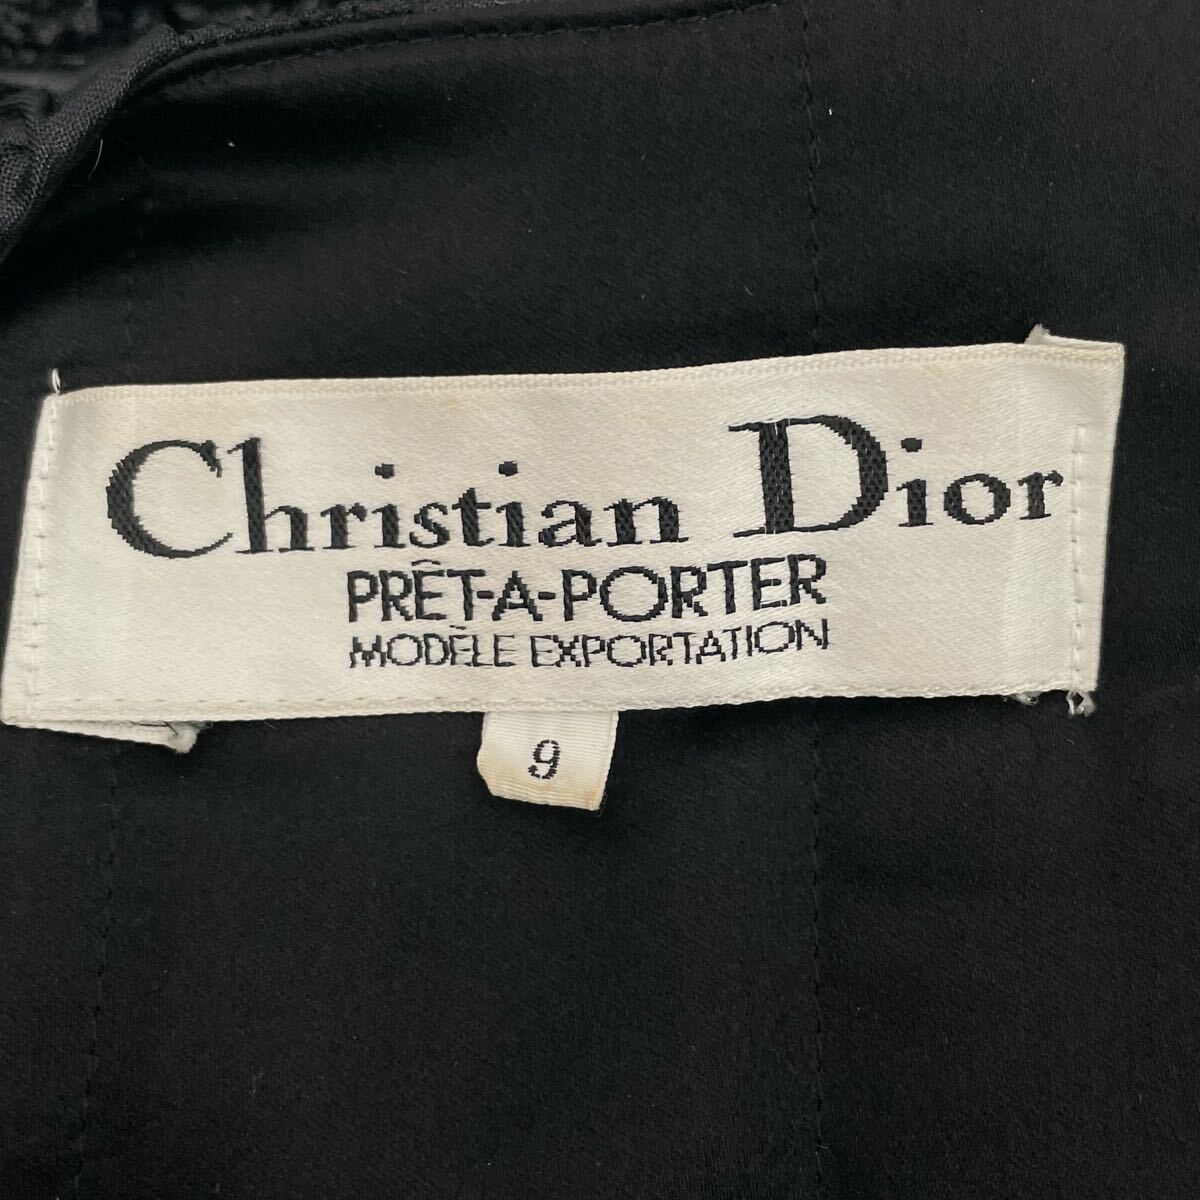 Christian Dior
PRÊT-A-PORTER
MODÈLE EXPORTATION
9